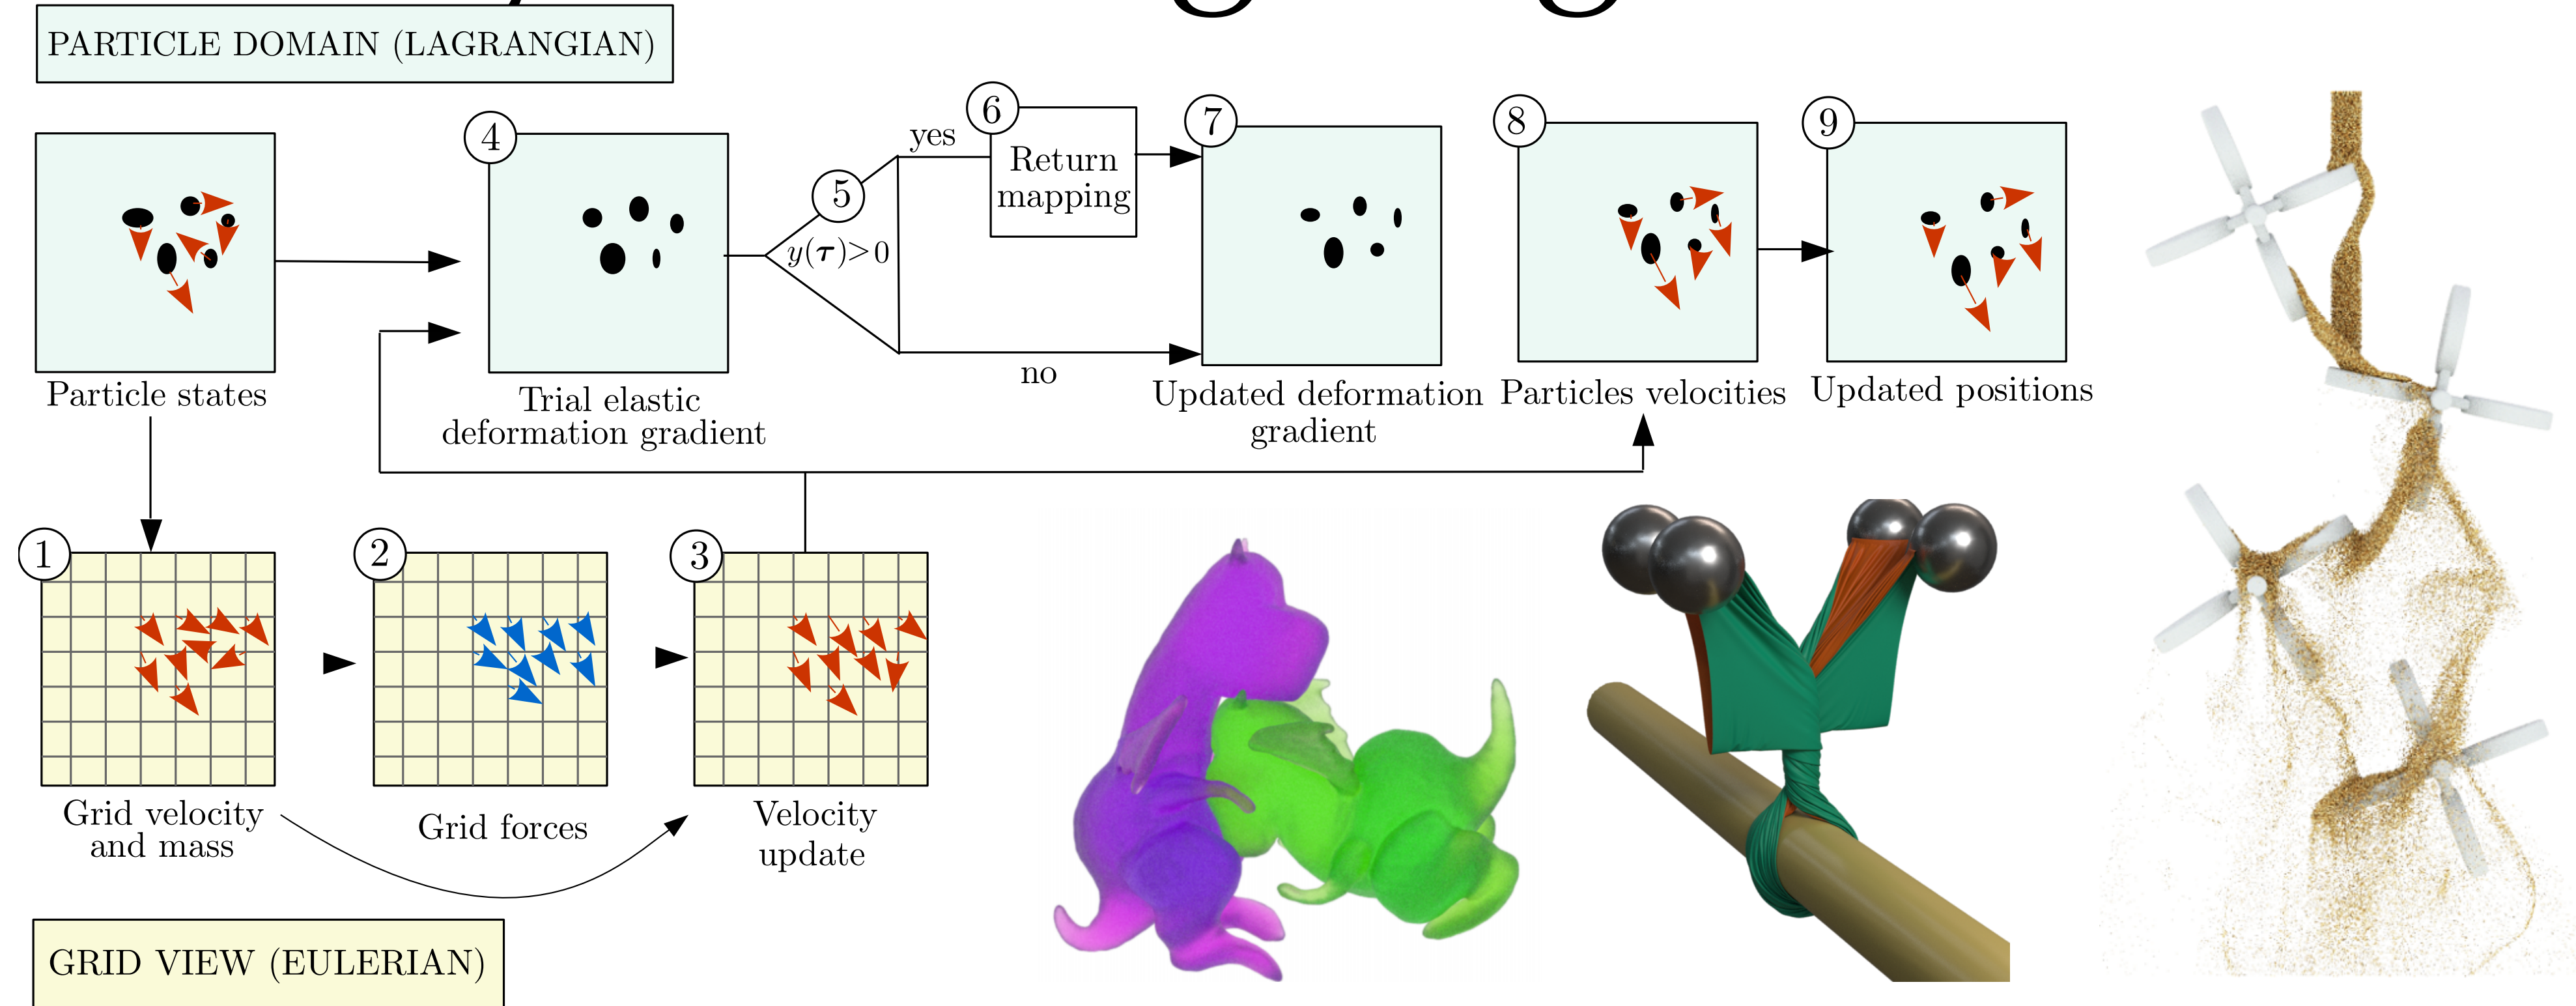 PARTICLE DOMAIN (LAGRANGIAN)
4
5
y(τ)>0
yes
no
6
Return
mapping
7
8
9
Particle states
Trial elastic
deformation gradient
Updated deformation
gradient
Particles velocities
Updated positions
1
2
3
Grid velocity
and mass
Grid forces
Velocity
update
GRID VIEW (EULERIAN)